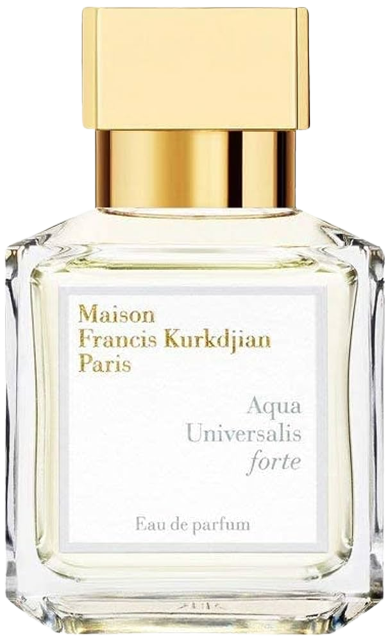 Maison
Francis Kurkdjian
Paris
Aqua
Universalis
forte
Eau de parfum